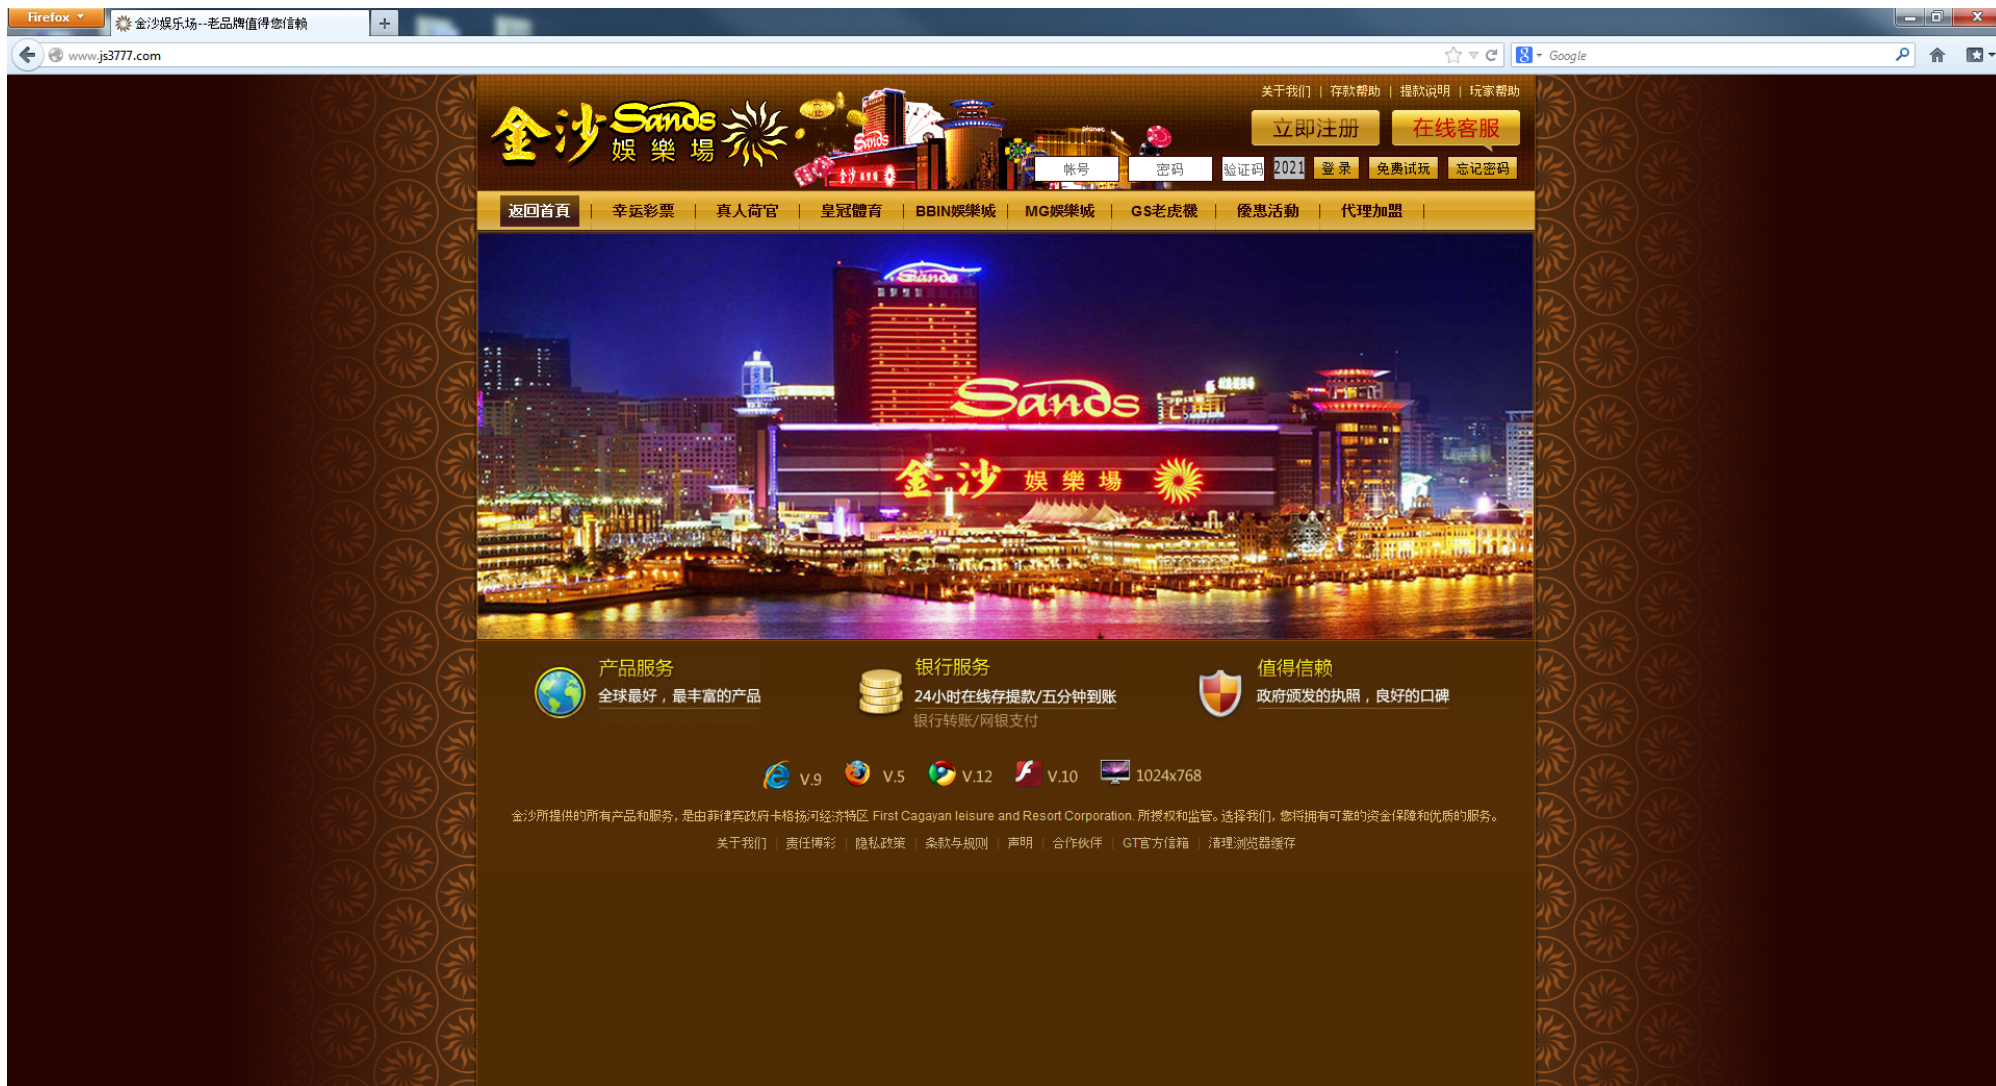 Firefox
金沙娱乐场--老品牌值得您信赖
www.js3777.com
Google
关于我们 | 存款帮助 | 提款说明 | 玩家帮助
金沙 Sands 娛樂場
Sands
planet
金沙
立即注册 在线客服
帐号 密码 验证码 2021 登 录 免费试玩 忘记密码
返回首頁 | 幸运彩票 | 真人荷官 | 皇冠體育 | BBIN娛樂城 | MG娛樂城 | GS老虎機 | 優惠活動 | 代理加盟 |
Sands
金沙
Sands
金沙 娛樂場
产品服务
全球最好，最丰富的产品
银行服务
24小时在线存提款/五分钟到账
银行转账/网银支付
值得信赖
政府颁发的执照，良好的口碑
V.9 V.5 V.12 V.10 1024x768
金沙所提供的所有产品和服务, 是由菲律宾政府卡格扬河经济特区 First Cagayan leisure and Resort Corporation. 所授权和监管。选择我们, 您将拥有可靠的资金保障和优质的服务。
关于我们 | 责任博彩 | 隐私政策 | 条款与规则 | 声明 | 合作伙伴 | GT官方信箱 | 清理浏览器缓存